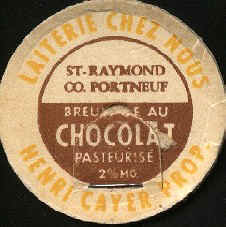 LAITERIE CHEZ NOUS
ST-RAYMOND
CO. PORTNEUF
BREUVAGE AU
CHOCOLAT
PASTEURISÉ
2% MG.
HENRI CAYER PROP.